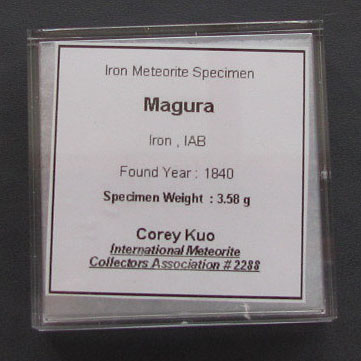 Iron Meteorite Specimen
Magura
Iron , IAB
Found Year : 1840
Specimen Weight : 3.58 g
Corey Kuo
International Meteorite
Collectors Association # 2288